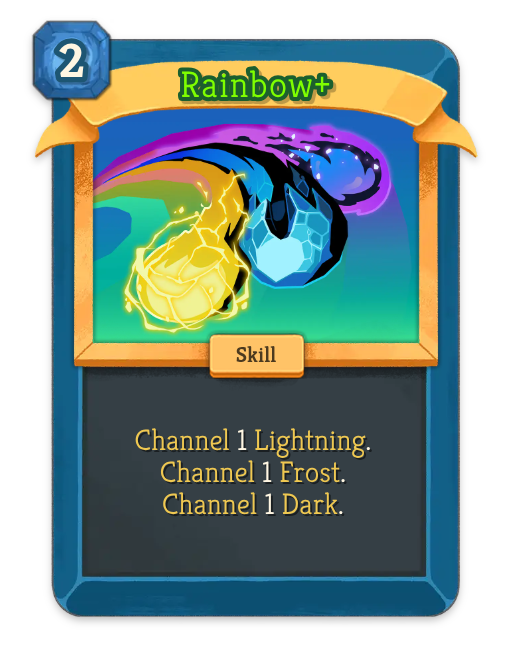 2
Rainbow+
Skill
Channel 1 Lightning.
Channel 1 Frost.
Channel 1 Dark.